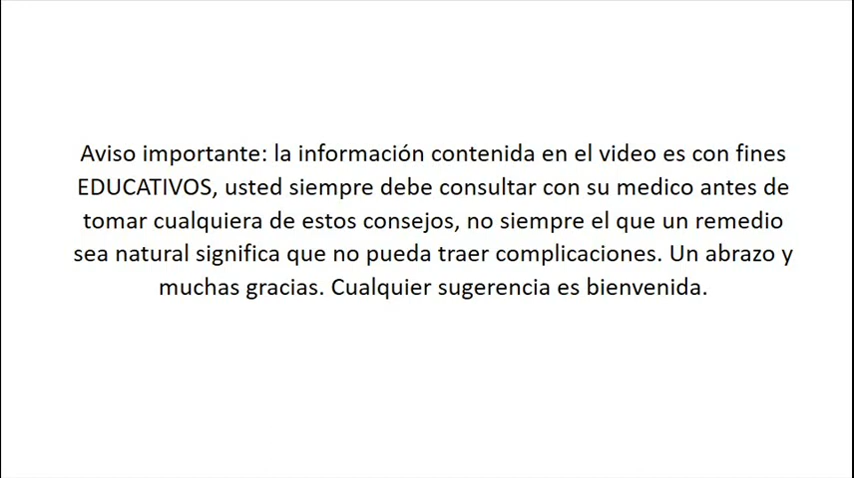 Aviso importante: la información contenida en el video es con fines
EDUCATIVOS, usted siempre debe consultar con su medico antes de
tomar cualquiera de estos consejos, no siempre el que un remedio
sea natural significa que no pueda traer complicaciones. Un abrazo y
muchas gracias. Cualquier sugerencia es bienvenida.